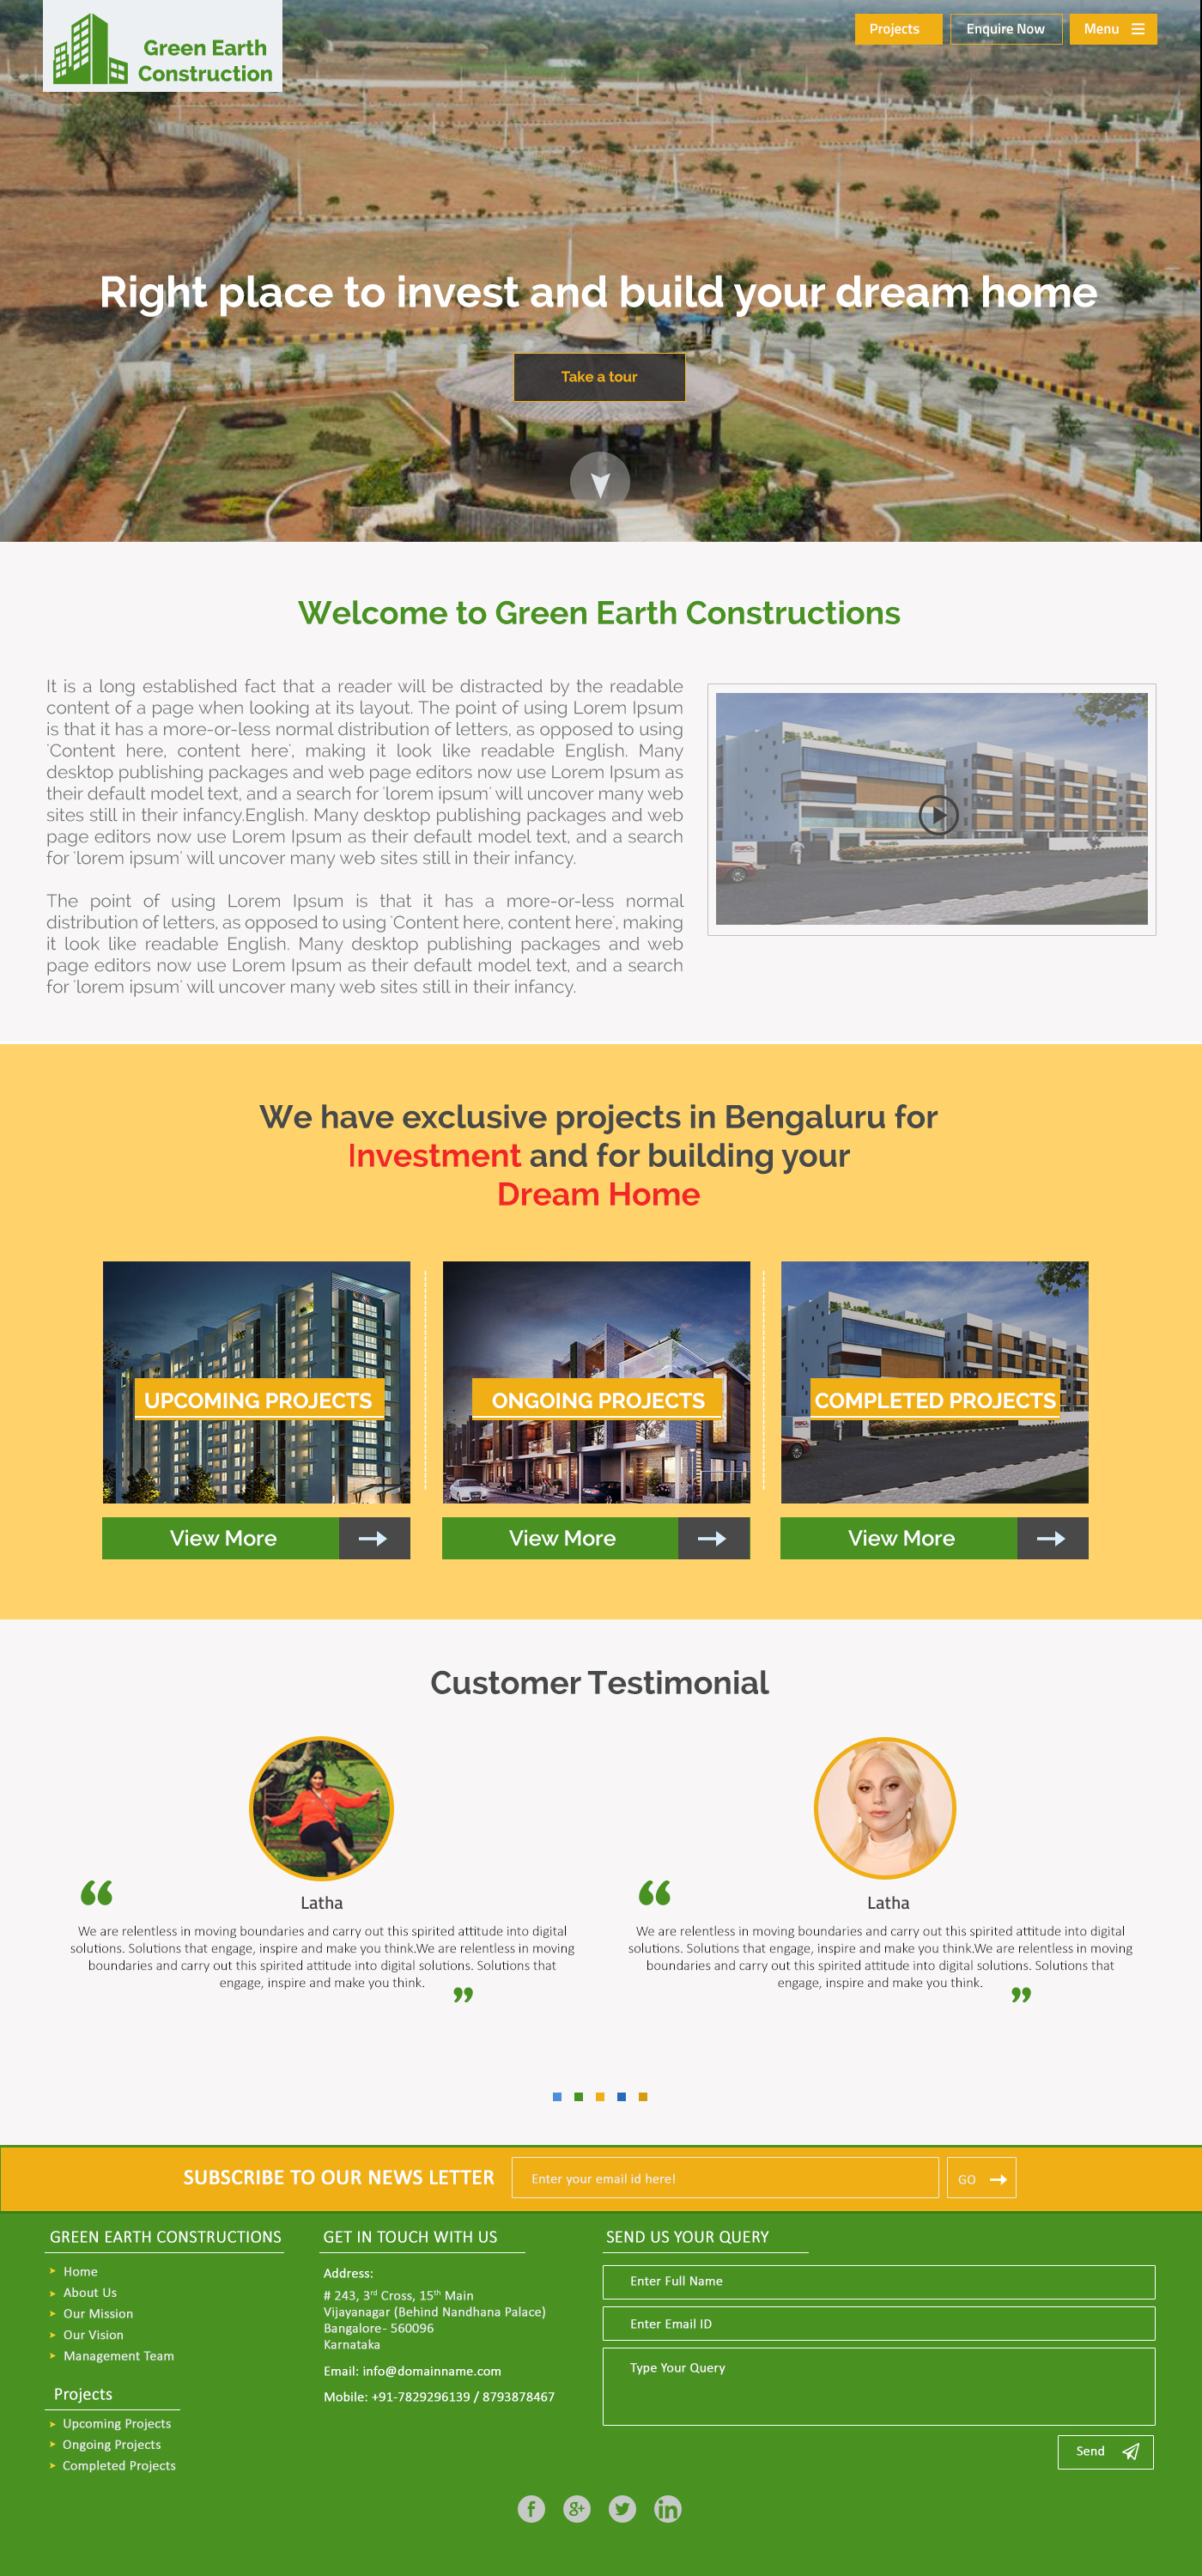 Green Earth
Construction
Projects
Enquire Now
Menu
Right place to invest and build your dream home
Take a tour
Welcome to Green Earth Constructions
It is a long established fact that a reader will be distracted by the readable
content of a page when looking at its layout. The point of using Lorem Ipsum
is that it has a more-or-less normal distribution of letters, as opposed to using
'Content here, content here', making it look like readable English. Many
desktop publishing packages and web page editors now use Lorem Ipsum as
their default model text, and a search for 'lorem ipsum' will uncover many web
sites still in their infancy.English. Many desktop publishing packages and web
page editors now use Lorem Ipsum as their default model text, and a search
for 'lorem ipsum' will uncover many web sites still in their infancy.
The point of using Lorem Ipsum is that it has a more-or-less normal
distribution of letters, as opposed to using 'Content here, content here', making
it look like readable English. Many desktop publishing packages and web
page editors now use Lorem Ipsum as their default model text, and a search
for 'lorem ipsum' will uncover many web sites still in their infancy.
We have exclusive projects in Bengaluru for
Investment and for building your
Dream Home
UPCOMING PROJECTS
ONGOING PROJECTS
COMPLETED PROJECTS
View More
View More
View More
Customer Testimonial
Latha
We are relentless in moving boundaries and carry out this spirited attitude into digital
solutions. Solutions that engage, inspire and make you think.We are relentless in moving
boundaries and carry out this spirited attitude into digital solutions. Solutions that
engage, inspire and make you think.
Latha
We are relentless in moving boundaries and carry out this spirited attitude into digital
solutions. Solutions that engage, inspire and make you think.We are relentless in moving
boundaries and carry out this spirited attitude into digital solutions. Solutions that
engage, inspire and make you think.
SUBSCRIBE TO OUR NEWS LETTER
Enter your email id here!
GO
GREEN EARTH CONSTRUCTIONS
Home
About Us
Our Mission
Our Vision
Management Team
Projects
Upcoming Projects
Ongoing Projects
Completed Projects
GET IN TOUCH WITH US
Address:
# 243, 3rd Cross, 15th Main
Vijayanagar (Behind Nandhana Palace)
Bangalore- 560096
Karnataka
Email: info@domainname.com
Mobile: +91-7829296139 / 8793878467
SEND US YOUR QUERY
Enter Full Name
Enter Email ID
Type Your Query
Send